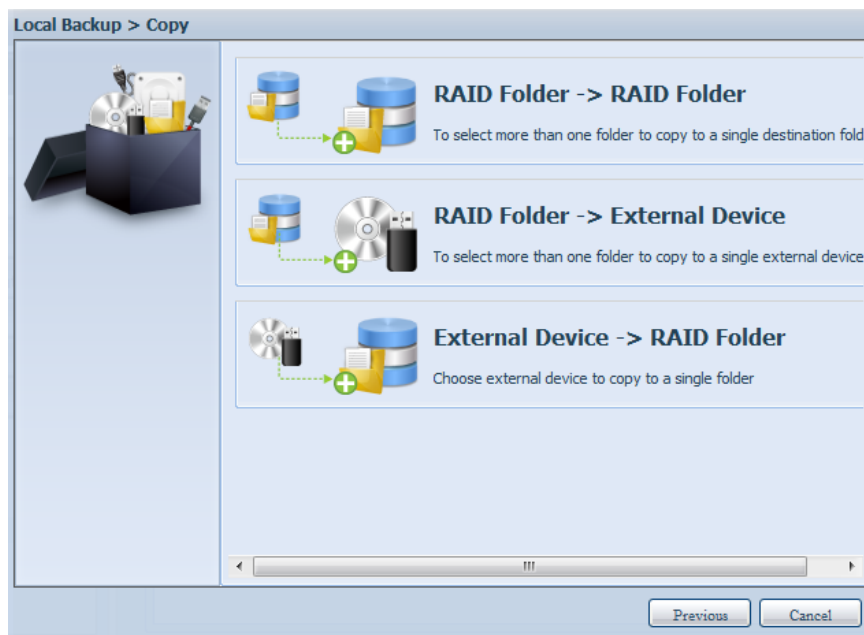 Local Backup > Copy
RAID Folder -> RAID Folder
To select more than one folder to copy to a single destination fold
RAID Folder -> External Device
To select more than one folder to copy to a single external device
External Device -> RAID Folder
Choose external device to copy to a single folder
Previous Cancel